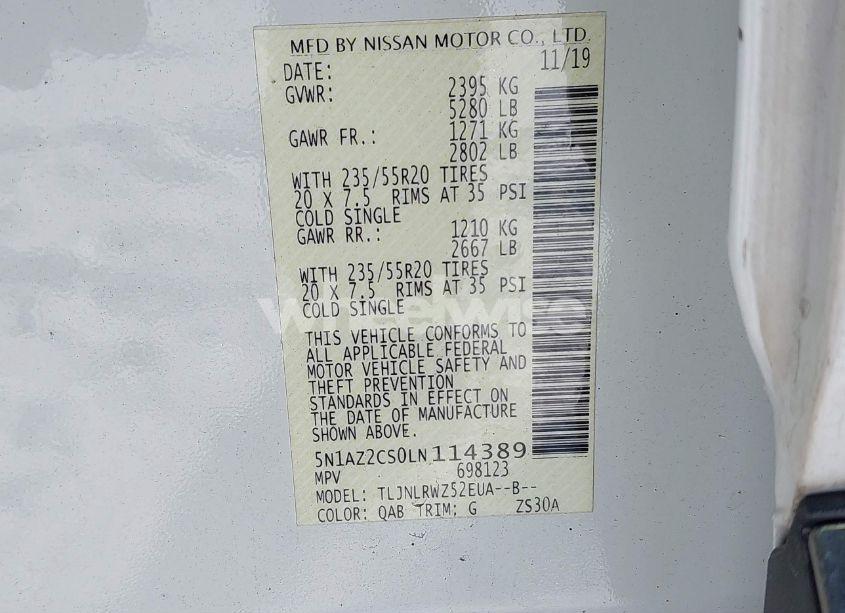 MFD BY NISSAN MOTOR CO., LTD.
DATE: 11/19
GVWR: 2395 KG
5280 LB
GAWR FR.: 1271 KG
2802 LB
WITH 235/55R20 TIRES
20 X 7.5 RIMS AT 35 PSI
COLD SINGLE
GAWR RR.: 1210 KG
2667 LB
WITH 235/55R20 TIRES
20 X 7.5 RIMS AT 35 PSI
COLD SINGLE
wheelwise
THIS VEHICLE CONFORMS TO
ALL APPLICABLE FEDERAL
MOTOR VEHICLE SAFETY AND
THEFT PREVENTION
STANDARDS IN EFFECT ON
THE DATE OF MANUFACTURE
SHOWN ABOVE.
5N1AZ2CS0LN114389
MPV 698123
MODEL: TLJNLRWZ52EUA--B--
COLOR: QAB TRIM; G ZS30A